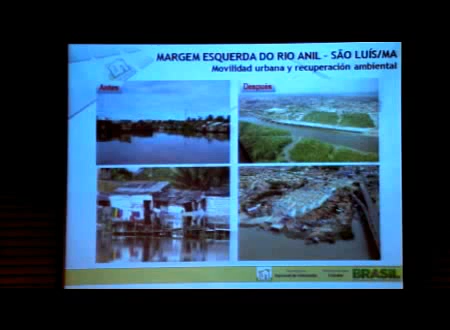 MARGEM ESQUERDA DO RIO ANIL - SÃO LUÍS/MA
Movilidad urbana y recuperación ambiental
Antes
Después
BRASIL